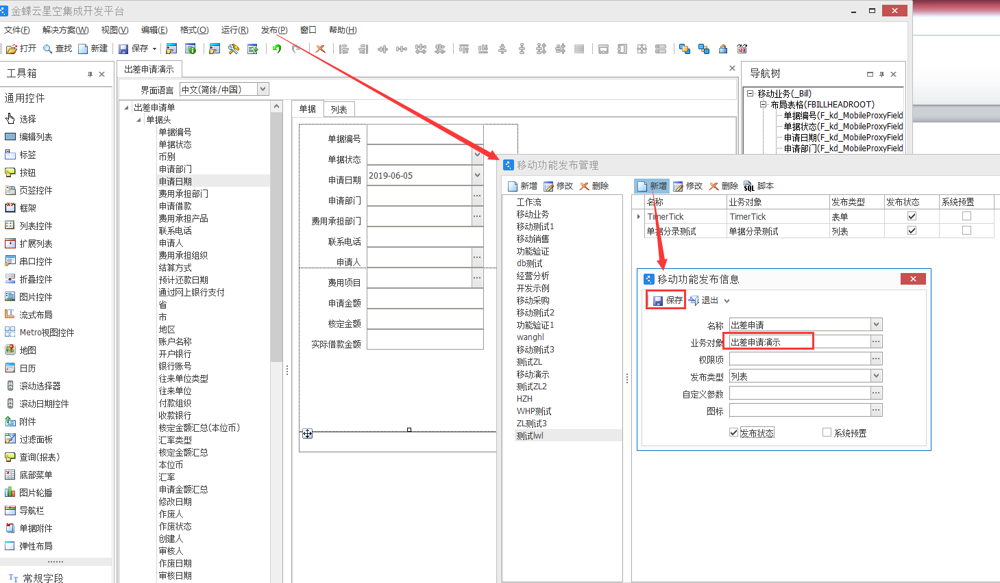 金蝶云星空集成开发平台
文件(F) 解决方案(W) 视图(V) 编辑(E) 格式(O) 运行(R) 发布(P) 窗口 帮助(H)
打开 查找 新建 保存
工具箱
通用控件
选择
编辑列表
标签
按钮
页签控件
框架
列表控件
扩展列表
串口控件
折叠控件
图片控件
流式布局
Metro视图控件
地图
日历
滚动选择器
滚动日期控件
附件
过滤面板
查询(报表)
底部菜单
图片轮播
导航栏
单据附件
弹性布局
常规字段
出差申请演示
界面语言 中文(简体/中国)
出差申请单
单据头
单据编号
单据状态
币别
申请部门
申请日期
费用承担部门
申请借款
费用承担产品
联系电话
申请人
费用承担组织
结算方式
预计还款日期
通过网上银行支付
省
市
地区
账户名称
开户银行
银行账号
往来单位类型
往来单位
付款组织
收款银行
核定金额汇总(本位币)
汇率类型
核定金额汇总
本位币
汇率
申请金额汇总
修改日期
作废人
作废状态
创建人
审核人
作废日期
审核日期
单据 列表
单据编号
单据状态
申请日期 2019-06-05
申请部门
费用承担部门
联系电话
申请人
费用项目
申请金额
核定金额
实际借款金额
导航树
移动业务(_Bill)
布局表格(FBILLHEADROOT)
单据编号(F_kd_MobileProxyField
单据状态(F_kd_MobileProxyField
申请日期(F_kd_MobileProxyField
申请部门(F_kd_MobileProxyField
移动功能发布管理
新增 修改 删除
工作流
移动业务
移动测试1
移动销售
功能验证
db测试
经营分析
开发示例
移动采购
移动测试2
功能验证1
wanghl
移动测试3
测试ZL
移动演示
测试ZL2
HZH
WHP测试
ZL测试3
测试lwl
新增 修改 删除 SQL 脚本
名称 业务对象 发布类型 发布状态 系统预置
TimerTick TimerTick 表单
单据分录测试 单据分录测试 列表
移动功能发布信息
保存 退出
名称 出差申请
业务对象 出差申请演示
权限项
发布类型 列表
自定义参数
图标
发布状态 系统预置